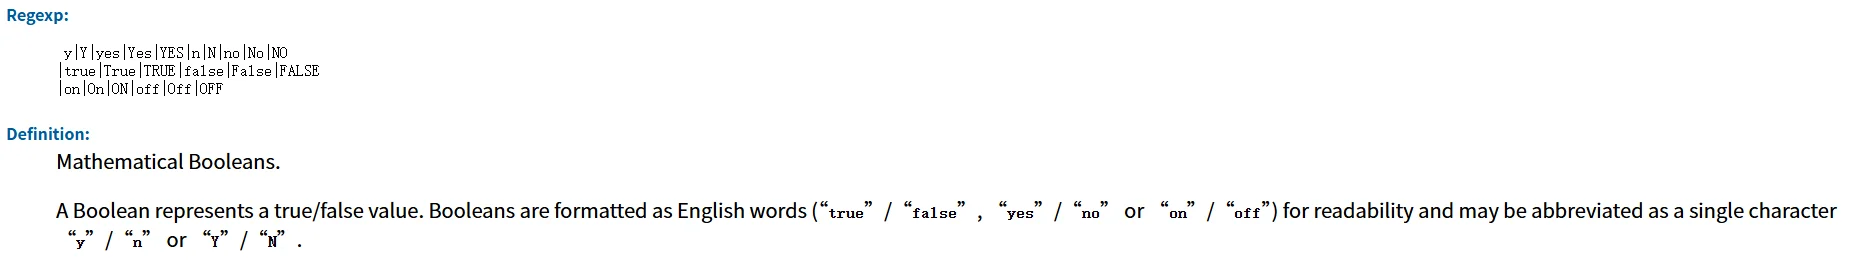 Regexp:
y|Y|yes|Yes|YES|n|N|no|No|NO
|true|True|TRUE|false|False|FALSE
|on|On|ON|off|Off|OFF
Definition:
Mathematical Booleans.
A Boolean represents a true/false value. Booleans are formatted as English words (“true” / “false” , “yes” / “no” or “on” / “off”) for readability and may be abbreviated as a single character
“y” / “n” or “Y” / “N” .